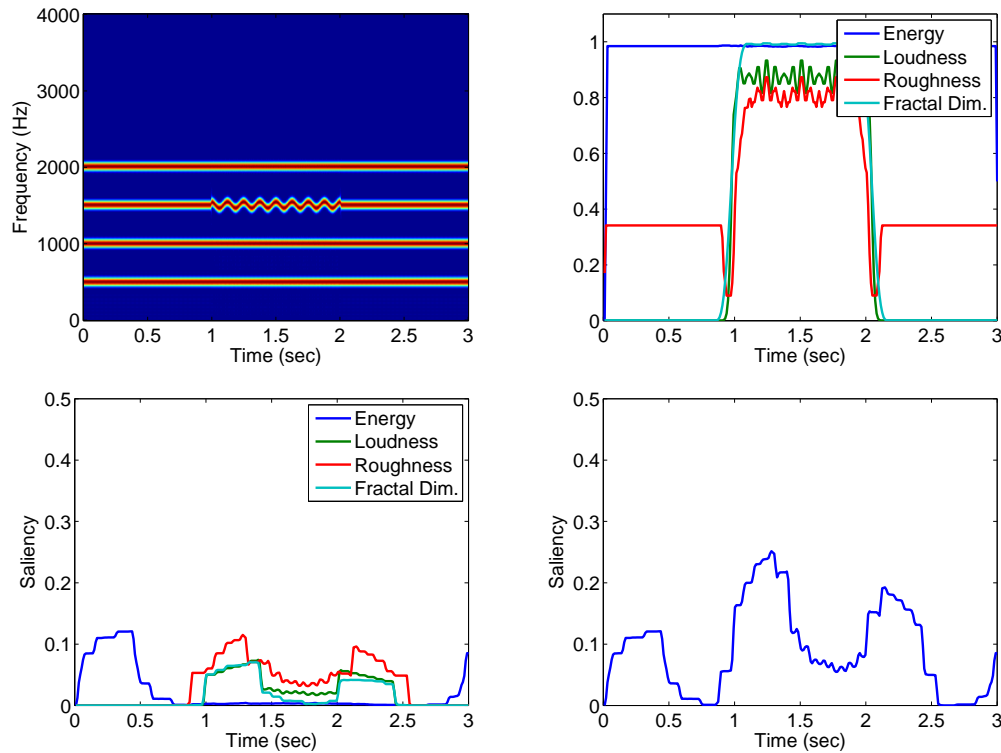 4000
3000
2000
1000
0
Frequency (Hz)
0 0.5 1 1.5 2 2.5 3
Time (sec)
1
0.8
0.6
0.4
0.2
0
Energy
Loudness
Roughness
Fractal Dim.
0 0.5 1 1.5 2 2.5 3
Time (sec)
0.5
0.4
0.3
0.2
0.1
0
Saliency
Energy
Loudness
Roughness
Fractal Dim.
0 0.5 1 1.5 2 2.5 3
Time (sec)
0.5
0.4
0.3
0.2
0.1
0
Saliency
0 0.5 1 1.5 2 2.5 3
Time (sec)